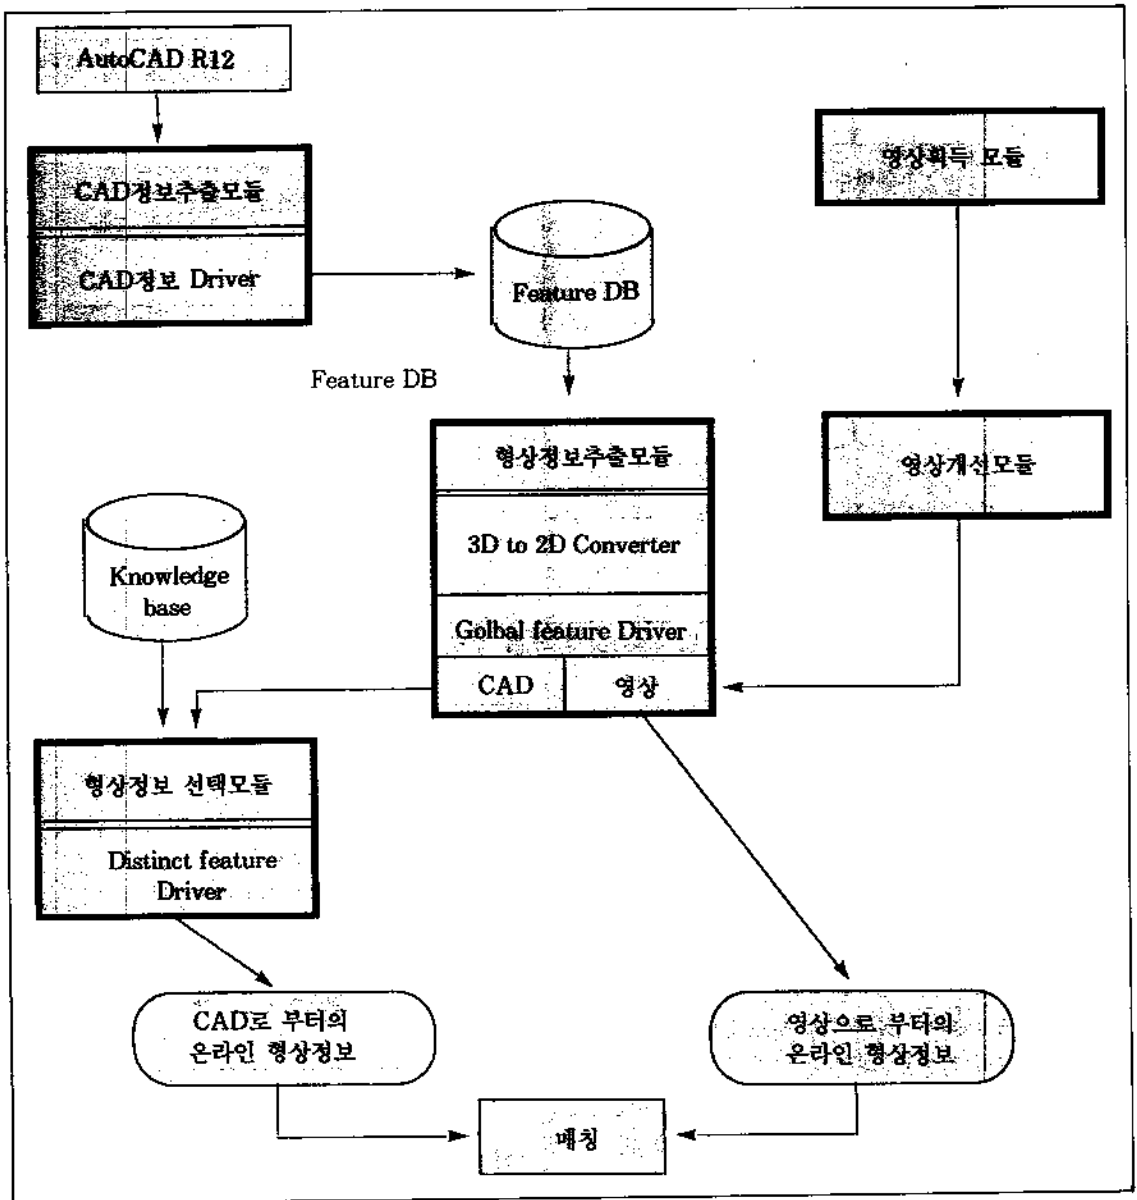 AutoCAD R12
CAD정보추출모듈
CAD정보 Driver
영상획득 모듈
Feature DB
Feature DB
형상정보추출모듈
3D to 2D Converter
Golbal feature Driver
CAD
영상
영상개선모듈
Knowledge
base
형상정보 선택모듈
Distinct feature
Driver
CAD로 부터의
온라인 형상정보
영상으로 부터의
온라인 형상정보
매칭